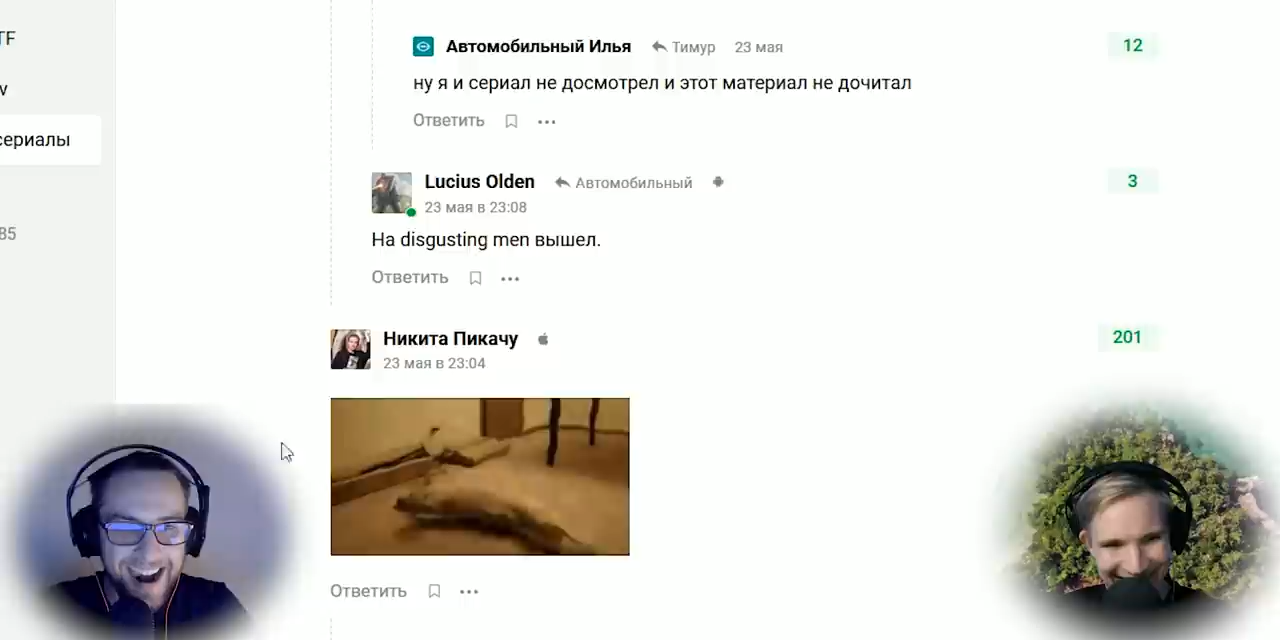 TF
Автомобильный Илья Тимур 23 мая 12
ну я и сериал не досмотрел и этот материал не дочитал
v
Ответить
сериалы
Lucius Olden Автомобильный 3
23 мая в 23:08
85
На disgusting men вышел.
Ответить
Никита Пикачу 201
23 мая в 23:04
Ответить